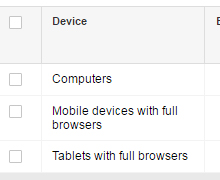 Device
Computers
Mobile devices with full
browsers
Tablets with full browsers